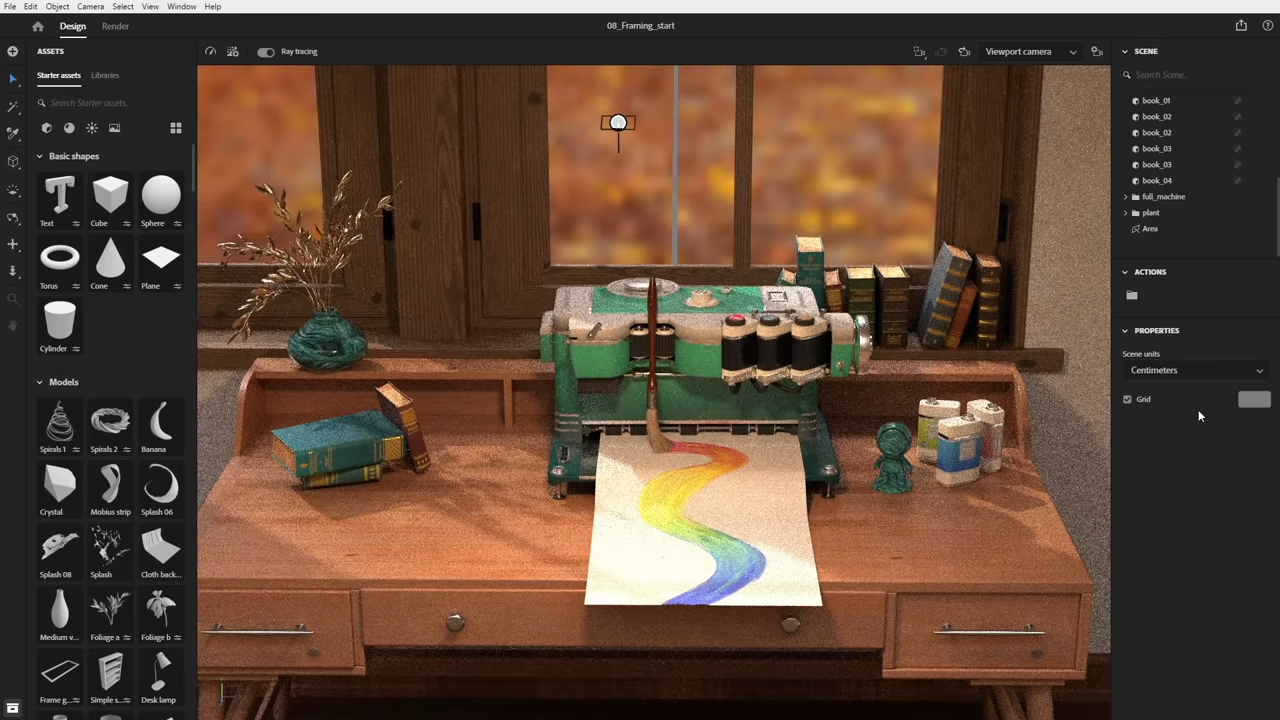 File Edit Object Camera Select View Window Help
Design Render
08_Framing_start
ASSETS
Starter assets Libraries
Search Starter assets..
Basic shapes
Text Cube Sphere
Torus Cone Plane
Cylinder
Models
Spirals 1 Spirals 2 Banana
Crystal Mobius strip Splash 06
Splash 08 Splash Cloth back...
Medium v... Foliage a Foliage b
Frame g... Simple s... Desk lamp
Ray tracing
Viewport camera
SCENE
Search Scene..
book_01
book_02
book_02
book_03
book_03
book_04
full_machine
plant
Area
ACTIONS
PROPERTIES
Scene units
Centimeters
Grid